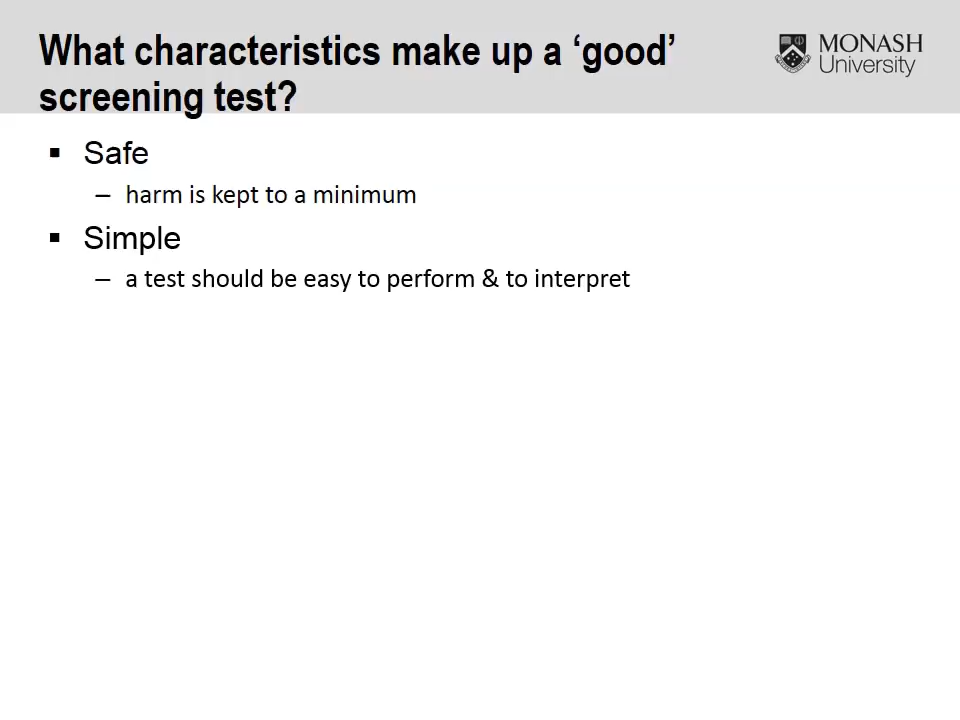 What characteristics make up a ‘good’
screening test?
MONASH
University
▪ Safe
– harm is kept to a minimum
▪ Simple
– a test should be easy to perform & to interpret